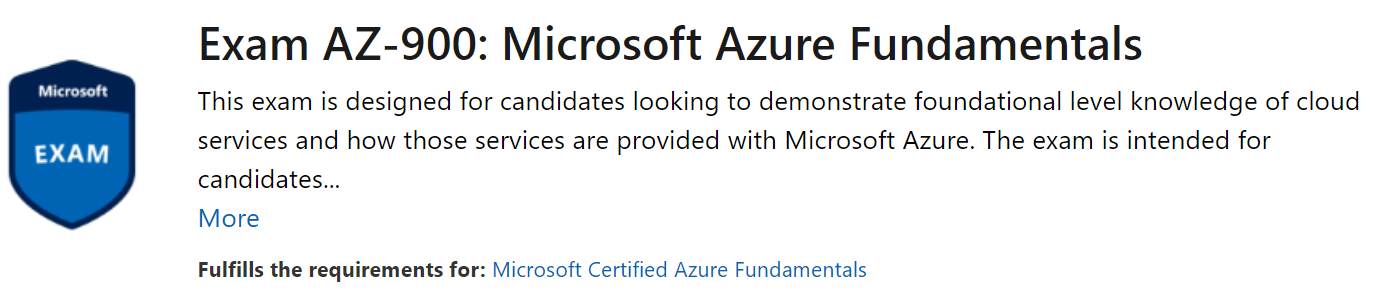 Microsoft
EXAM
Exam AZ-900: Microsoft Azure Fundamentals
This exam is designed for candidates looking to demonstrate foundational level knowledge of cloud
services and how those services are provided with Microsoft Azure. The exam is intended for
candidates...
More
Fulfills the requirements for: Microsoft Certified Azure Fundamentals